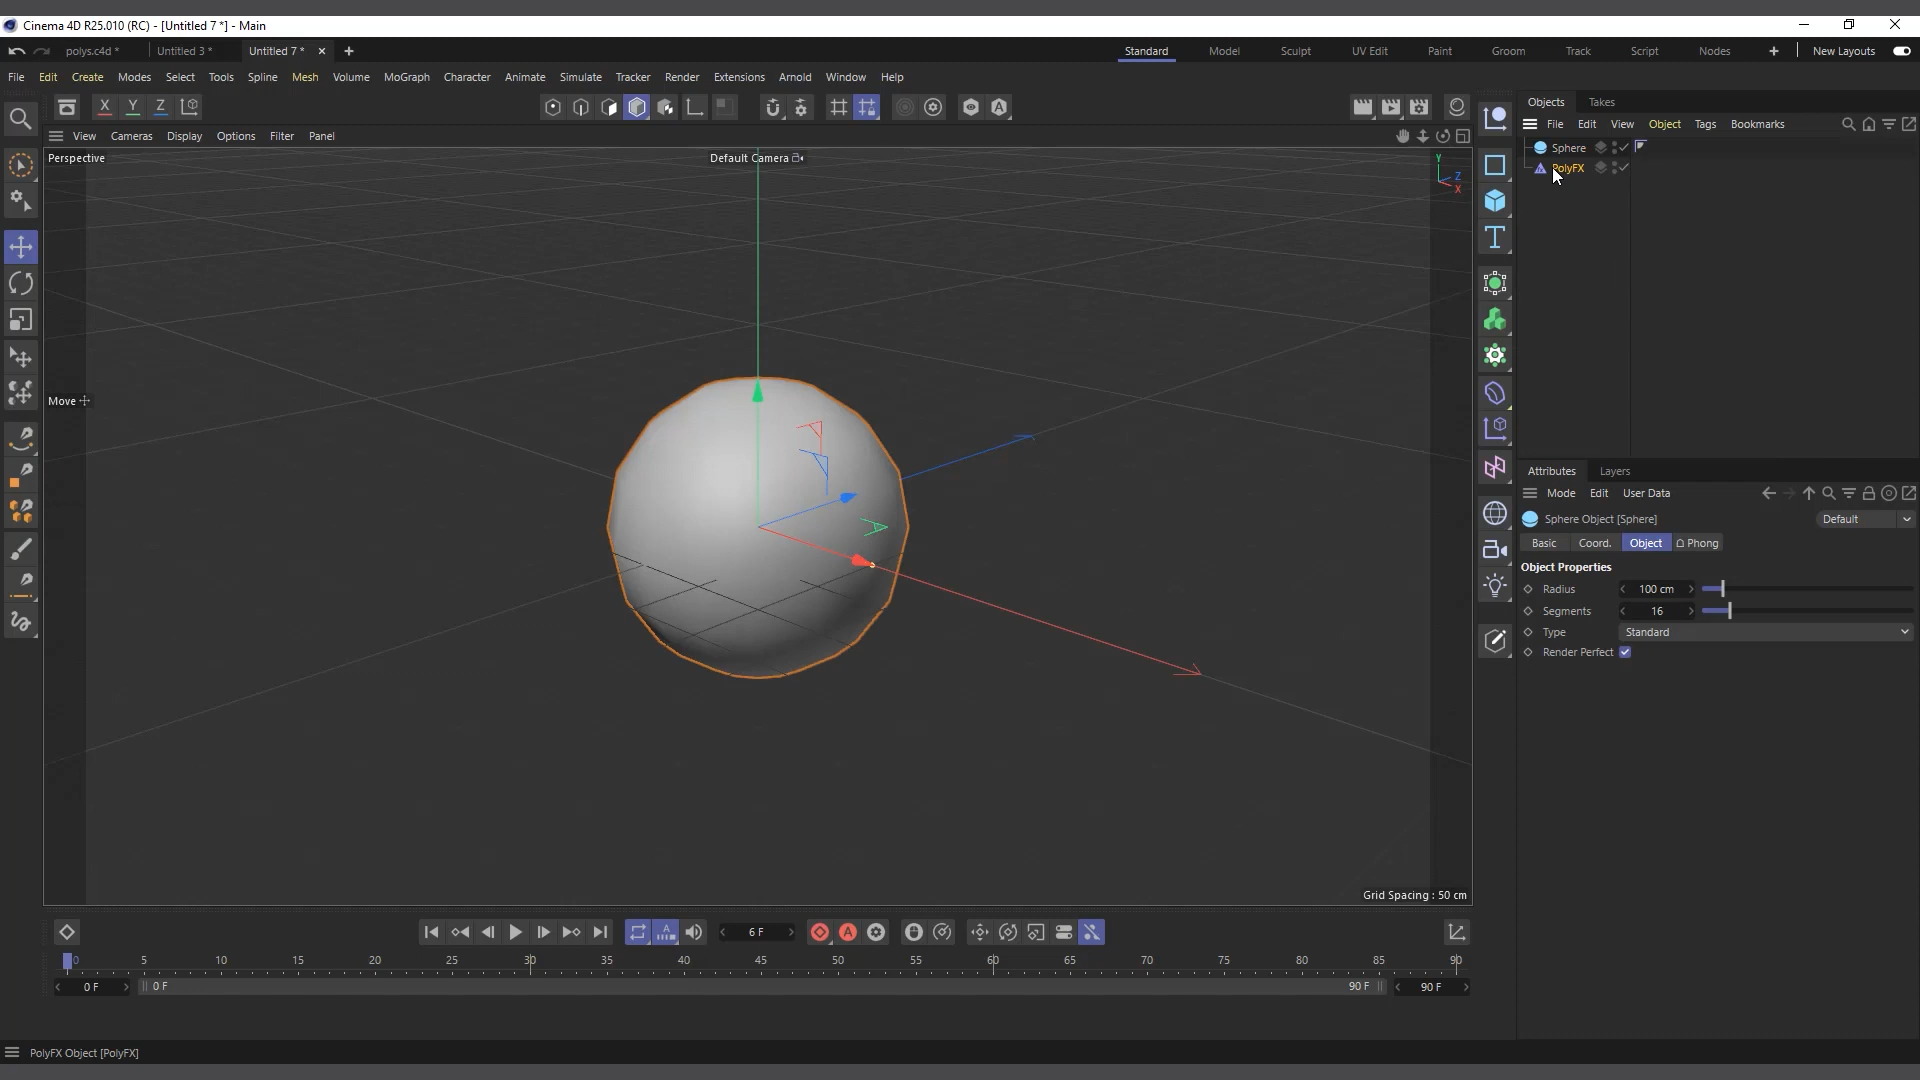 Cinema 4D R25.010 (RC) - [Untitled 7 *] - Main
polys.c4d * Untitled 3 * Untitled 7 * Standard Model Sculpt UV Edit Paint Groom Track Script Nodes New Layouts
File Edit Create Modes Select Tools Spline Mesh Volume MoGraph Character Animate Simulate Tracker Render Extensions Arnold Window Help
X Y Z
Objects Takes
File Edit View Object Tags Bookmarks
View Cameras Display Options Filter Panel
Perspective Default Camera
Y
Z
X
Sphere
PolyFX
Move
Attributes Layers
Mode Edit User Data
Sphere Object [Sphere] Default
Basic Coord. Object Phong
Object Properties
Radius 100 cm
Segments 16
Type Standard
Render Perfect
Grid Spacing : 50 cm
6 F
0 5 10 15 20 25 30 35 40 45 50 55 60 65 70 75 80 85 90
0 F 0 F 90 F 90 F
PolyFX Object [PolyFX]